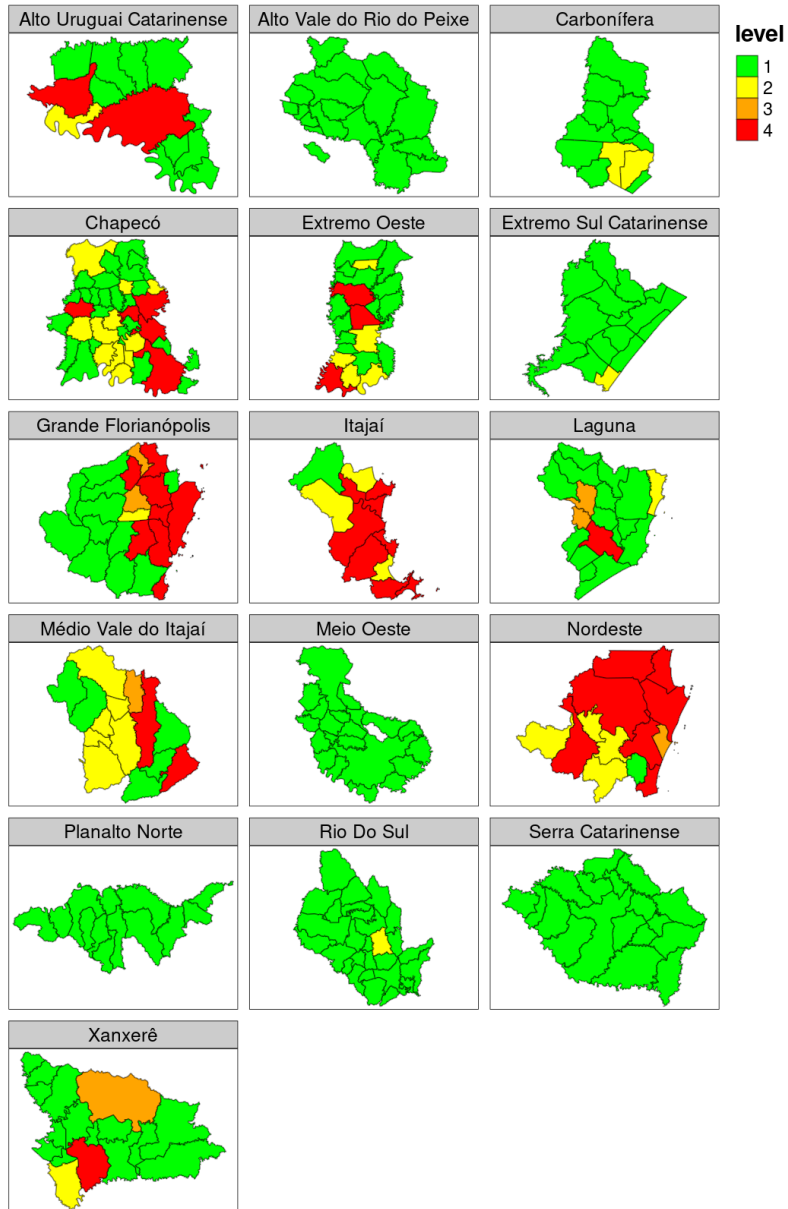 Alto Uruguai Catarinense
Alto Vale do Rio do Peixe
Carbonífera
level
1
2
3
4
Chapecó
Extremo Oeste
Extremo Sul Catarinense
Grande Florianópolis
Itajaí
Laguna
Médio Vale do Itajaí
Meio Oeste
Nordeste
Planalto Norte
Rio Do Sul
Serra Catarinense
Xanxerê